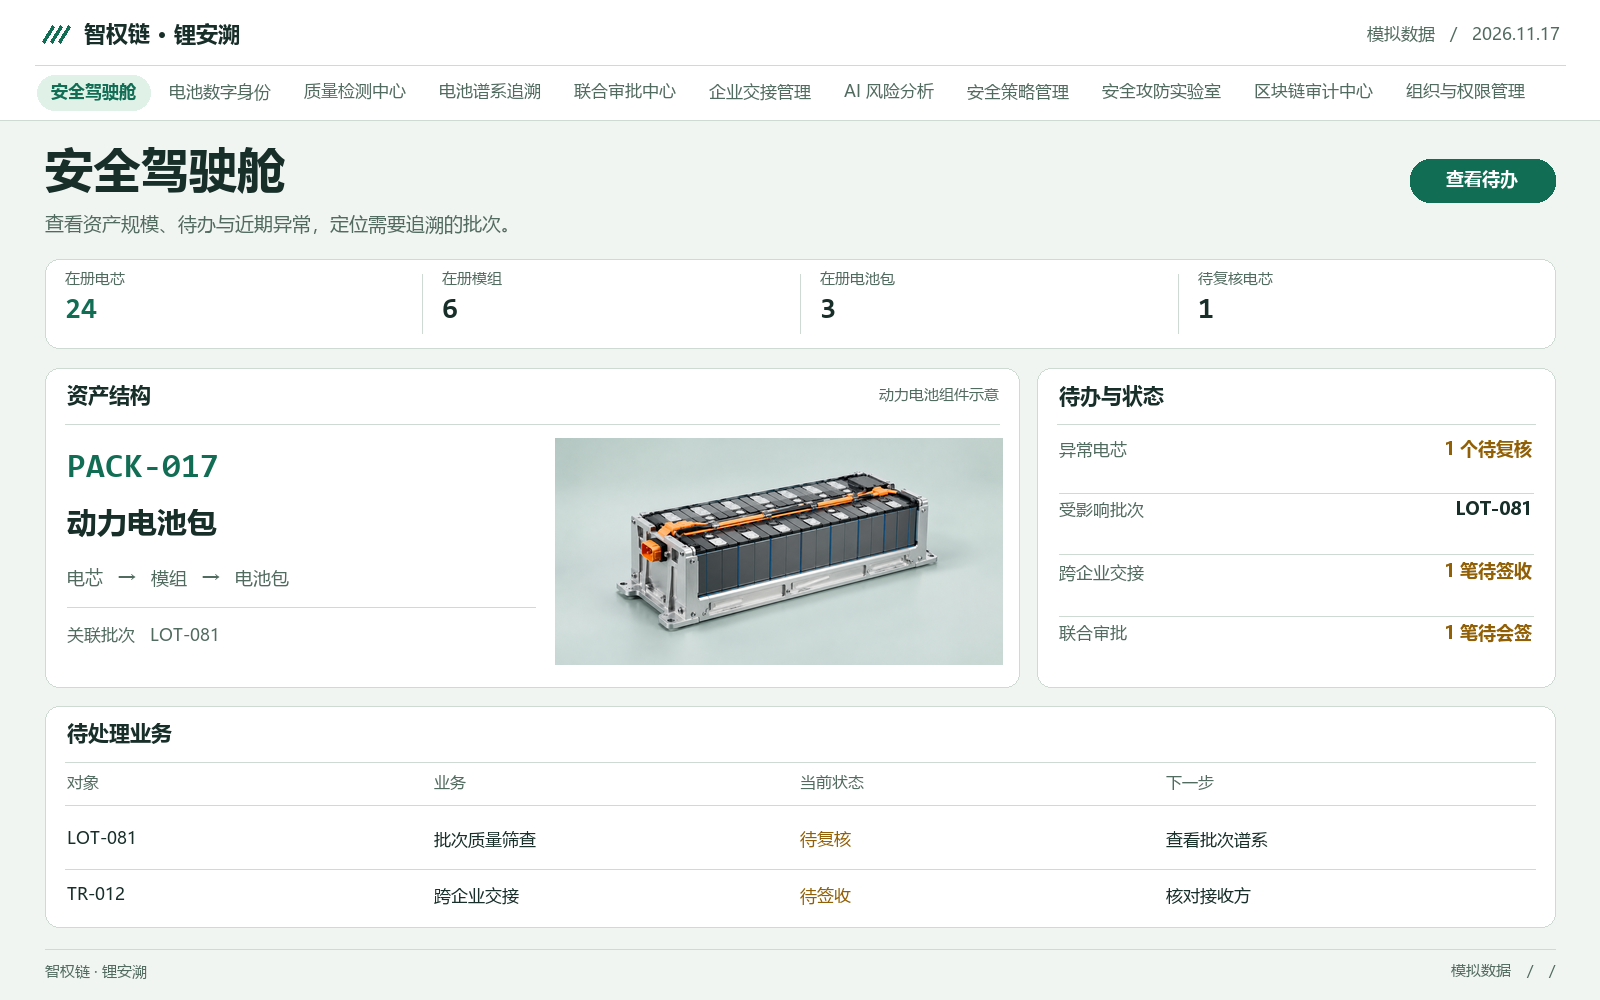 智权链 · 锂安溯
模拟数据 / 2026.11.17
安全驾驶舱 电池数字身份 质量检测中心 电池谱系追溯 联合审批中心 企业交接管理 AI 风险分析 安全策略管理 安全攻防实验室 区块链审计中心 组织与权限管理
安全驾驶舱
查看待办
查看资产规模、待办与近期异常，定位需要追溯的批次。
在册电芯 在册模组 在册电池包 待复核电芯
24 6 3 1
资产结构 动力电池组件示意
PACK-017
动力电池包
电芯 → 模组 → 电池包
关联批次 LOT-081
待办与状态
异常电芯 1 个待复核
受影响批次 LOT-081
跨企业交接 1 笔待签收
联合审批 1 笔待会签
待处理业务
对象 业务 当前状态 下一步
LOT-081 批次质量筛查 待复核 查看批次谱系
TR-012 跨企业交接 待签收 核对接收方
智权链 · 锂安溯 模拟数据 / /